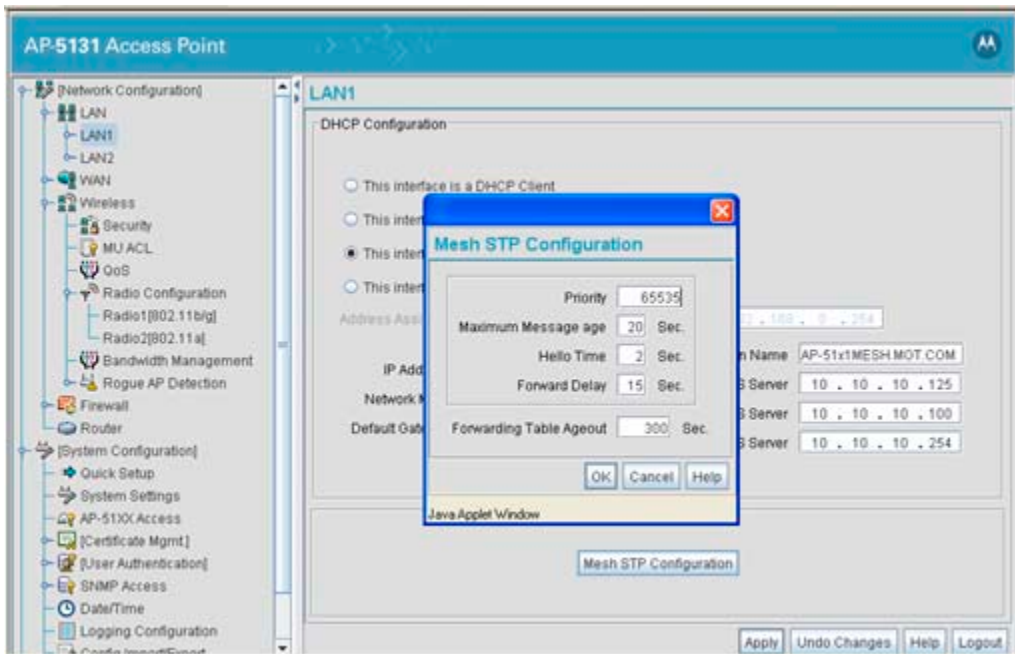 AP-5131 Access Point
[Network Configuration]
LAN
LAN1
LAN2
WAN
Wireless
Security
MU ACL
QoS
Radio Configuration
Radio1[802.11b/g]
Radio2[802.11a]
Bandwidth Management
Rogue AP Detection
Firewall
Router
[System Configuration]
Quick Setup
System Settings
AP-51XX Access
[Certificate Mgmt.]
[User Authentication]
SNMP Access
Date/Time
Logging Configuration
Config Import/Export
LAN1
DHCP Configuration
This interface is a DHCP Client
This inter
This inter
This inter
Address Assi
IP Add
Network M
Default Gat
n Name AP-51x1MESH.MOT.COM
S Server 10 . 10 . 10 . 125
S Server 10 . 10 . 10 . 100
S Server 10 . 10 . 10 . 254
Mesh STP Configuration
Priority 65535
Maximum Message age 20 Sec.
Hello Time 2 Sec.
Forward Delay 15 Sec.
Forwarding Table Ageout 300 Sec.
OK Cancel Help
Java Applet Window
Mesh STP Configuration
Apply Undo Changes Help Logout